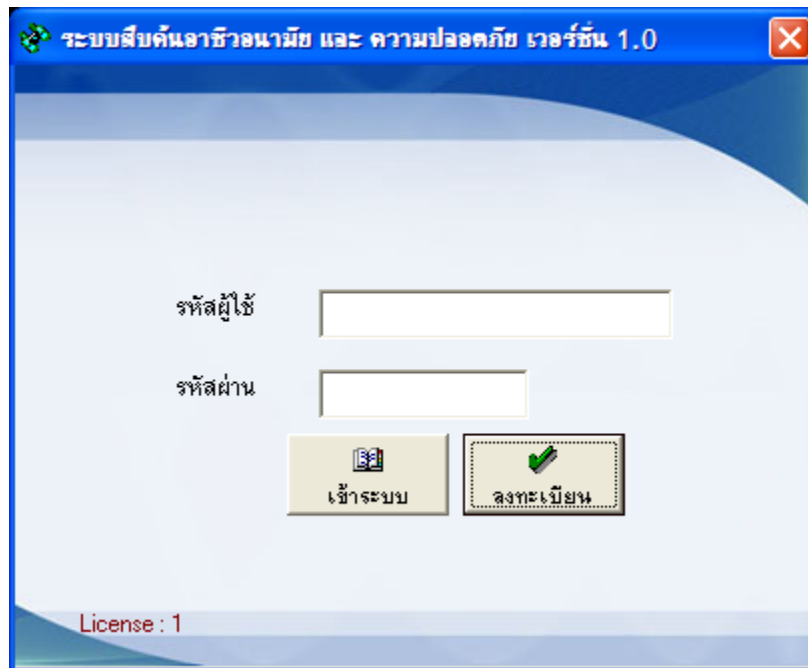 ระบบสืบค้นอาชีวอนามัย และ ความปลอดภัย เวอร์ชั่น 1.0
รหัสผู้ใช้
รหัสผ่าน
เข้าระบบ ลงทะเบียน
License : 1